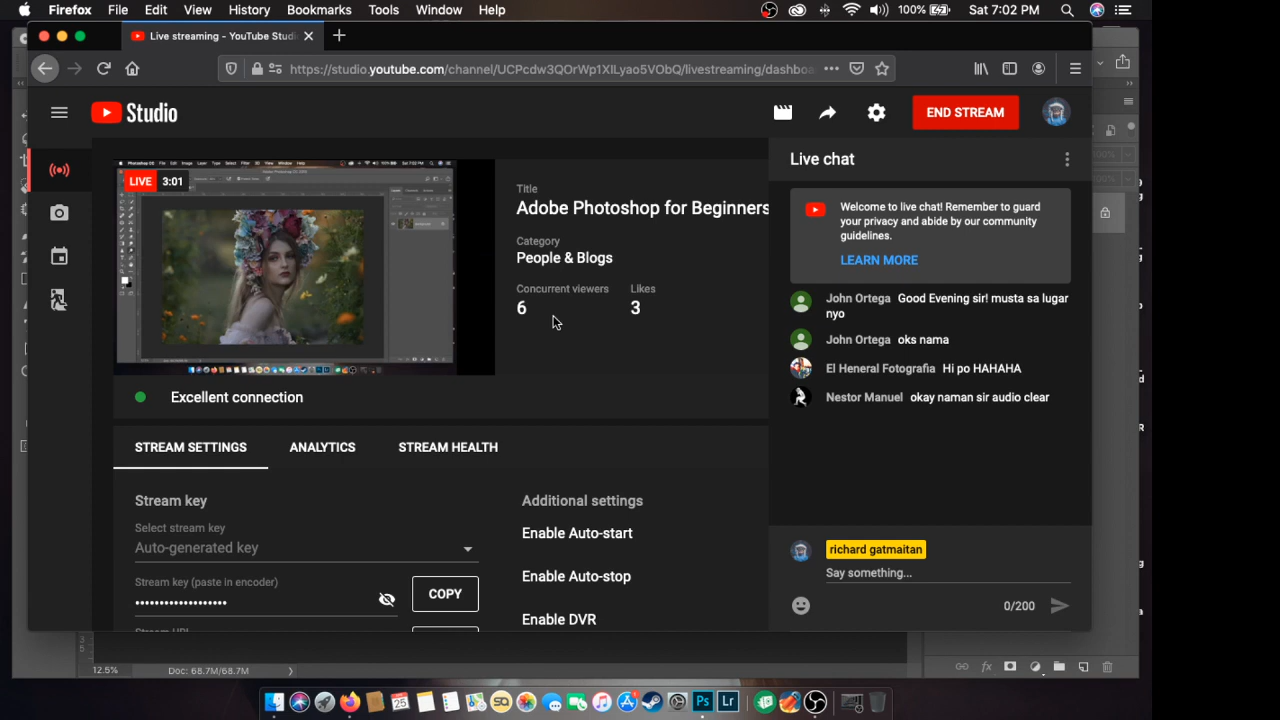 Firefox File Edit View History Bookmarks Tools Window Help 100% Sat 7:02 PM
Live streaming - YouTube Studi
https://studio.youtube.com/channel/UCPcdw3QOrWp1XILyao5VObQ/livestreaming/dashboa
Studio
END STREAM
LIVE 3:01
Title
Adobe Photoshop for Beginners
Category
People & Blogs
Concurrent viewers Likes
6 3
Excellent connection
STREAM SETTINGS ANALYTICS STREAM HEALTH
Stream key
Select stream key
Auto-generated key
Stream key (paste in encoder)
•••••••••••••••••••
COPY
Additional settings
Enable Auto-start
Enable Auto-stop
Enable DVR
Live chat
Welcome to live chat! Remember to guard
your privacy and abide by our community
guidelines.
LEARN MORE
John Ortega Good Evening sir! musta sa lugar
nyo
John Ortega oks nama
El Heneral Fotografia Hi po HAHAHA
Nestor Manuel okay naman sir audio clear
richard gatmaitan
Say something...
0/200
12.5% Doc: 68.7M/68.7M
fx
25
Ps Lr